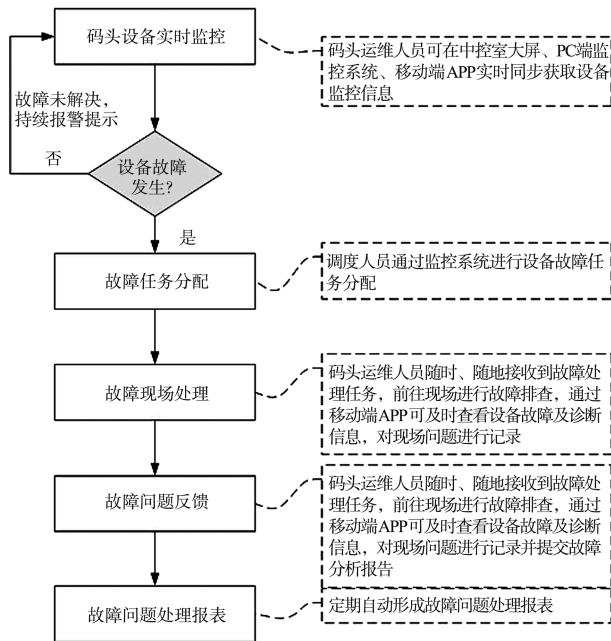 码头设备实时监控
码头运维人员可在中控室大屏、PC端监
控系统、移动端APP实时同步获取设备
监控信息
故障未解决，
持续报警提示
否
设备故障
发生?
是
故障任务分配
调度人员通过监控系统进行设备故障任
务分配
故障现场处理
码头运维人员随时、随地接收到故障处
理任务，前往现场进行故障排查，通过
移动端APP可及时查看设备故障及诊断
信息，对现场问题进行记录
故障问题反馈
码头运维人员随时、随地接收到故障处
理任务，前往现场进行故障排查，通过
移动端APP可及时查看设备故障及诊断
信息，对现场问题进行记录并提交故障
分析报告
故障问题处理报表
定期自动形成故障问题处理报表